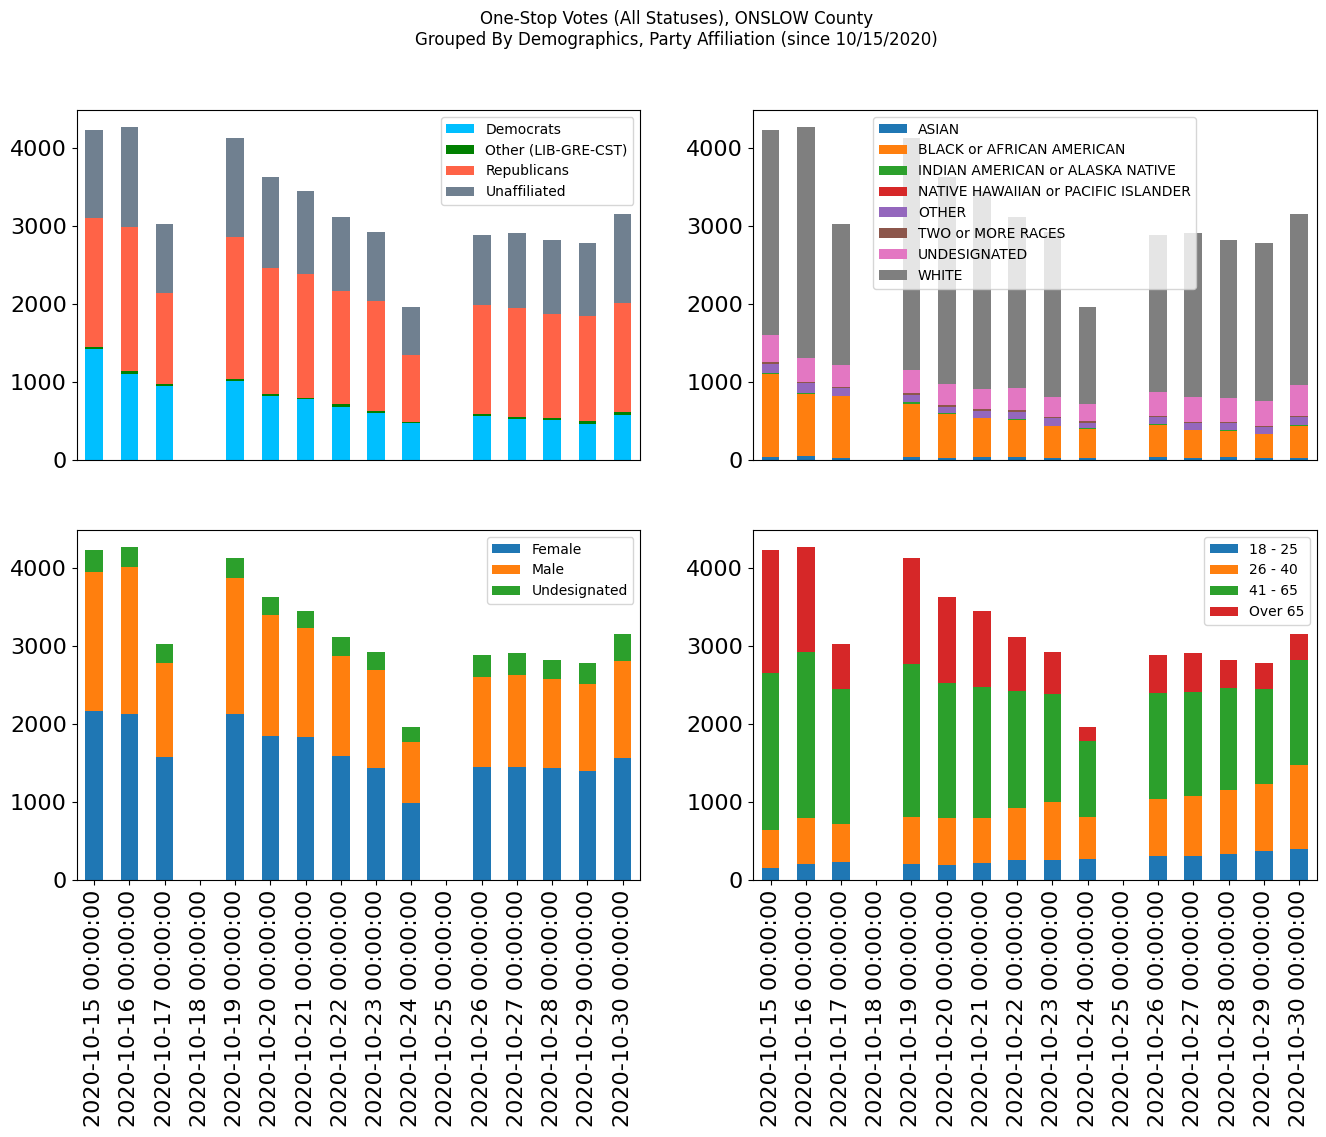 One-Stop Votes (All Statuses), ONSLOW County
Grouped By Demographics, Party Affiliation (since 10/15/2020)
4000
3000
2000
1000
0
Democrats
Other (LIB-GRE-CST)
Republicans
Unaffiliated
4000
3000
2000
1000
0
ASIAN
BLACK or AFRICAN AMERICAN
INDIAN AMERICAN or ALASKA NATIVE
NATIVE HAWAIIAN or PACIFIC ISLANDER
OTHER
TWO or MORE RACES
UNDESIGNATED
WHITE
4000
3000
2000
1000
0
Female
Male
Undesignated
2020-10-15 00:00:00
2020-10-16 00:00:00
2020-10-17 00:00:00
2020-10-18 00:00:00
2020-10-19 00:00:00
2020-10-20 00:00:00
2020-10-21 00:00:00
2020-10-22 00:00:00
2020-10-23 00:00:00
2020-10-24 00:00:00
2020-10-25 00:00:00
2020-10-26 00:00:00
2020-10-27 00:00:00
2020-10-28 00:00:00
2020-10-29 00:00:00
2020-10-30 00:00:00
4000
3000
2000
1000
0
18 - 25
26 - 40
41 - 65
Over 65
2020-10-15 00:00:00
2020-10-16 00:00:00
2020-10-17 00:00:00
2020-10-18 00:00:00
2020-10-19 00:00:00
2020-10-20 00:00:00
2020-10-21 00:00:00
2020-10-22 00:00:00
2020-10-23 00:00:00
2020-10-24 00:00:00
2020-10-25 00:00:00
2020-10-26 00:00:00
2020-10-27 00:00:00
2020-10-28 00:00:00
2020-10-29 00:00:00
2020-10-30 00:00:00